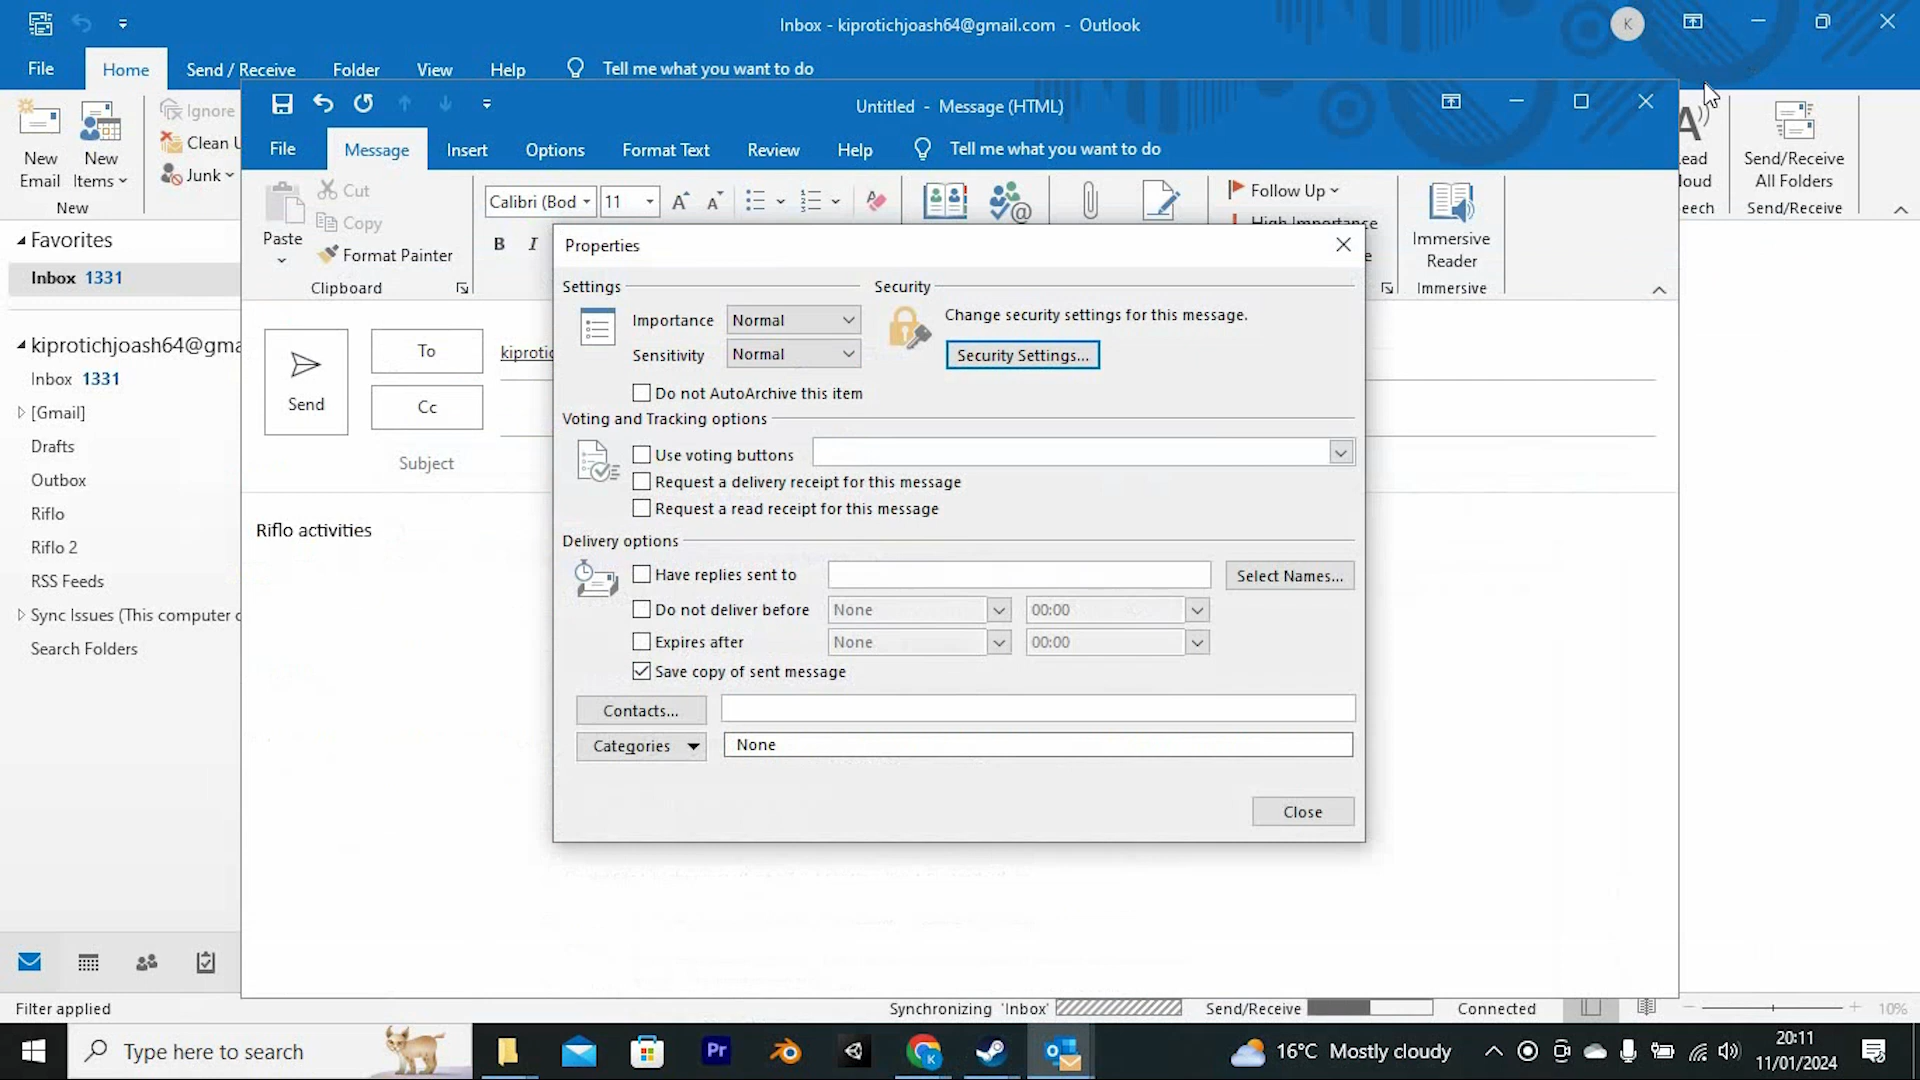 Inbox - kiprotichjoash64@gmail.com - Outlook
K
File Home Send / Receive Folder View Help Tell me what you want to do
Untitled - Message (HTML)
File Message Insert Options Format Text Review Help Tell me what you want to do
New Email
New Items
New
Ignore
Clean U
Junk
Paste
Cut
Copy
Format Painter
Clipboard
Calibri (Bod 11
B I
Follow Up
High Importance
Immersive Reader
Immersive
Send/Receive All Folders
Send/Receive
Favorites
Inbox 1331
kiprotichjoash64@gma
Inbox 1331
[Gmail]
Drafts
Outbox
Riflo
Riflo 2
RSS Feeds
Sync Issues (This computer o
Search Folders
Send
To
Cc
Subject
Riflo activities
Properties
Settings
Importance Normal
Sensitivity Normal
Do not AutoArchive this item
Security
Change security settings for this message.
Security Settings...
Voting and Tracking options
Use voting buttons
Request a delivery receipt for this message
Request a read receipt for this message
Delivery options
Have replies sent to Select Names...
Do not deliver before None 00:00
Expires after None 00:00
Save copy of sent message
Contacts...
Categories None
Close
Filter applied
Synchronizing 'Inbox' Send/Receive Connected 10%
Type here to search
Pr
K
16°C Mostly cloudy
20:11
11/01/2024